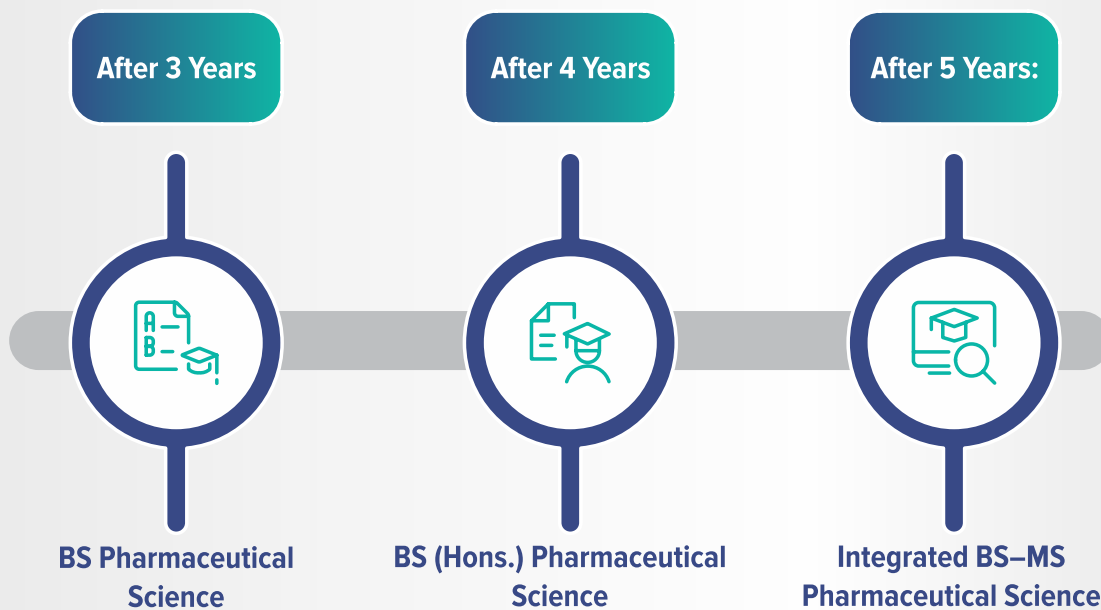 After 3 Years
After 4 Years
After 5 Years:
A
B
BS Pharmaceutical
Science
BS (Hons.) Pharmaceutical
Science
Integrated BS–MS
Pharmaceutical Science